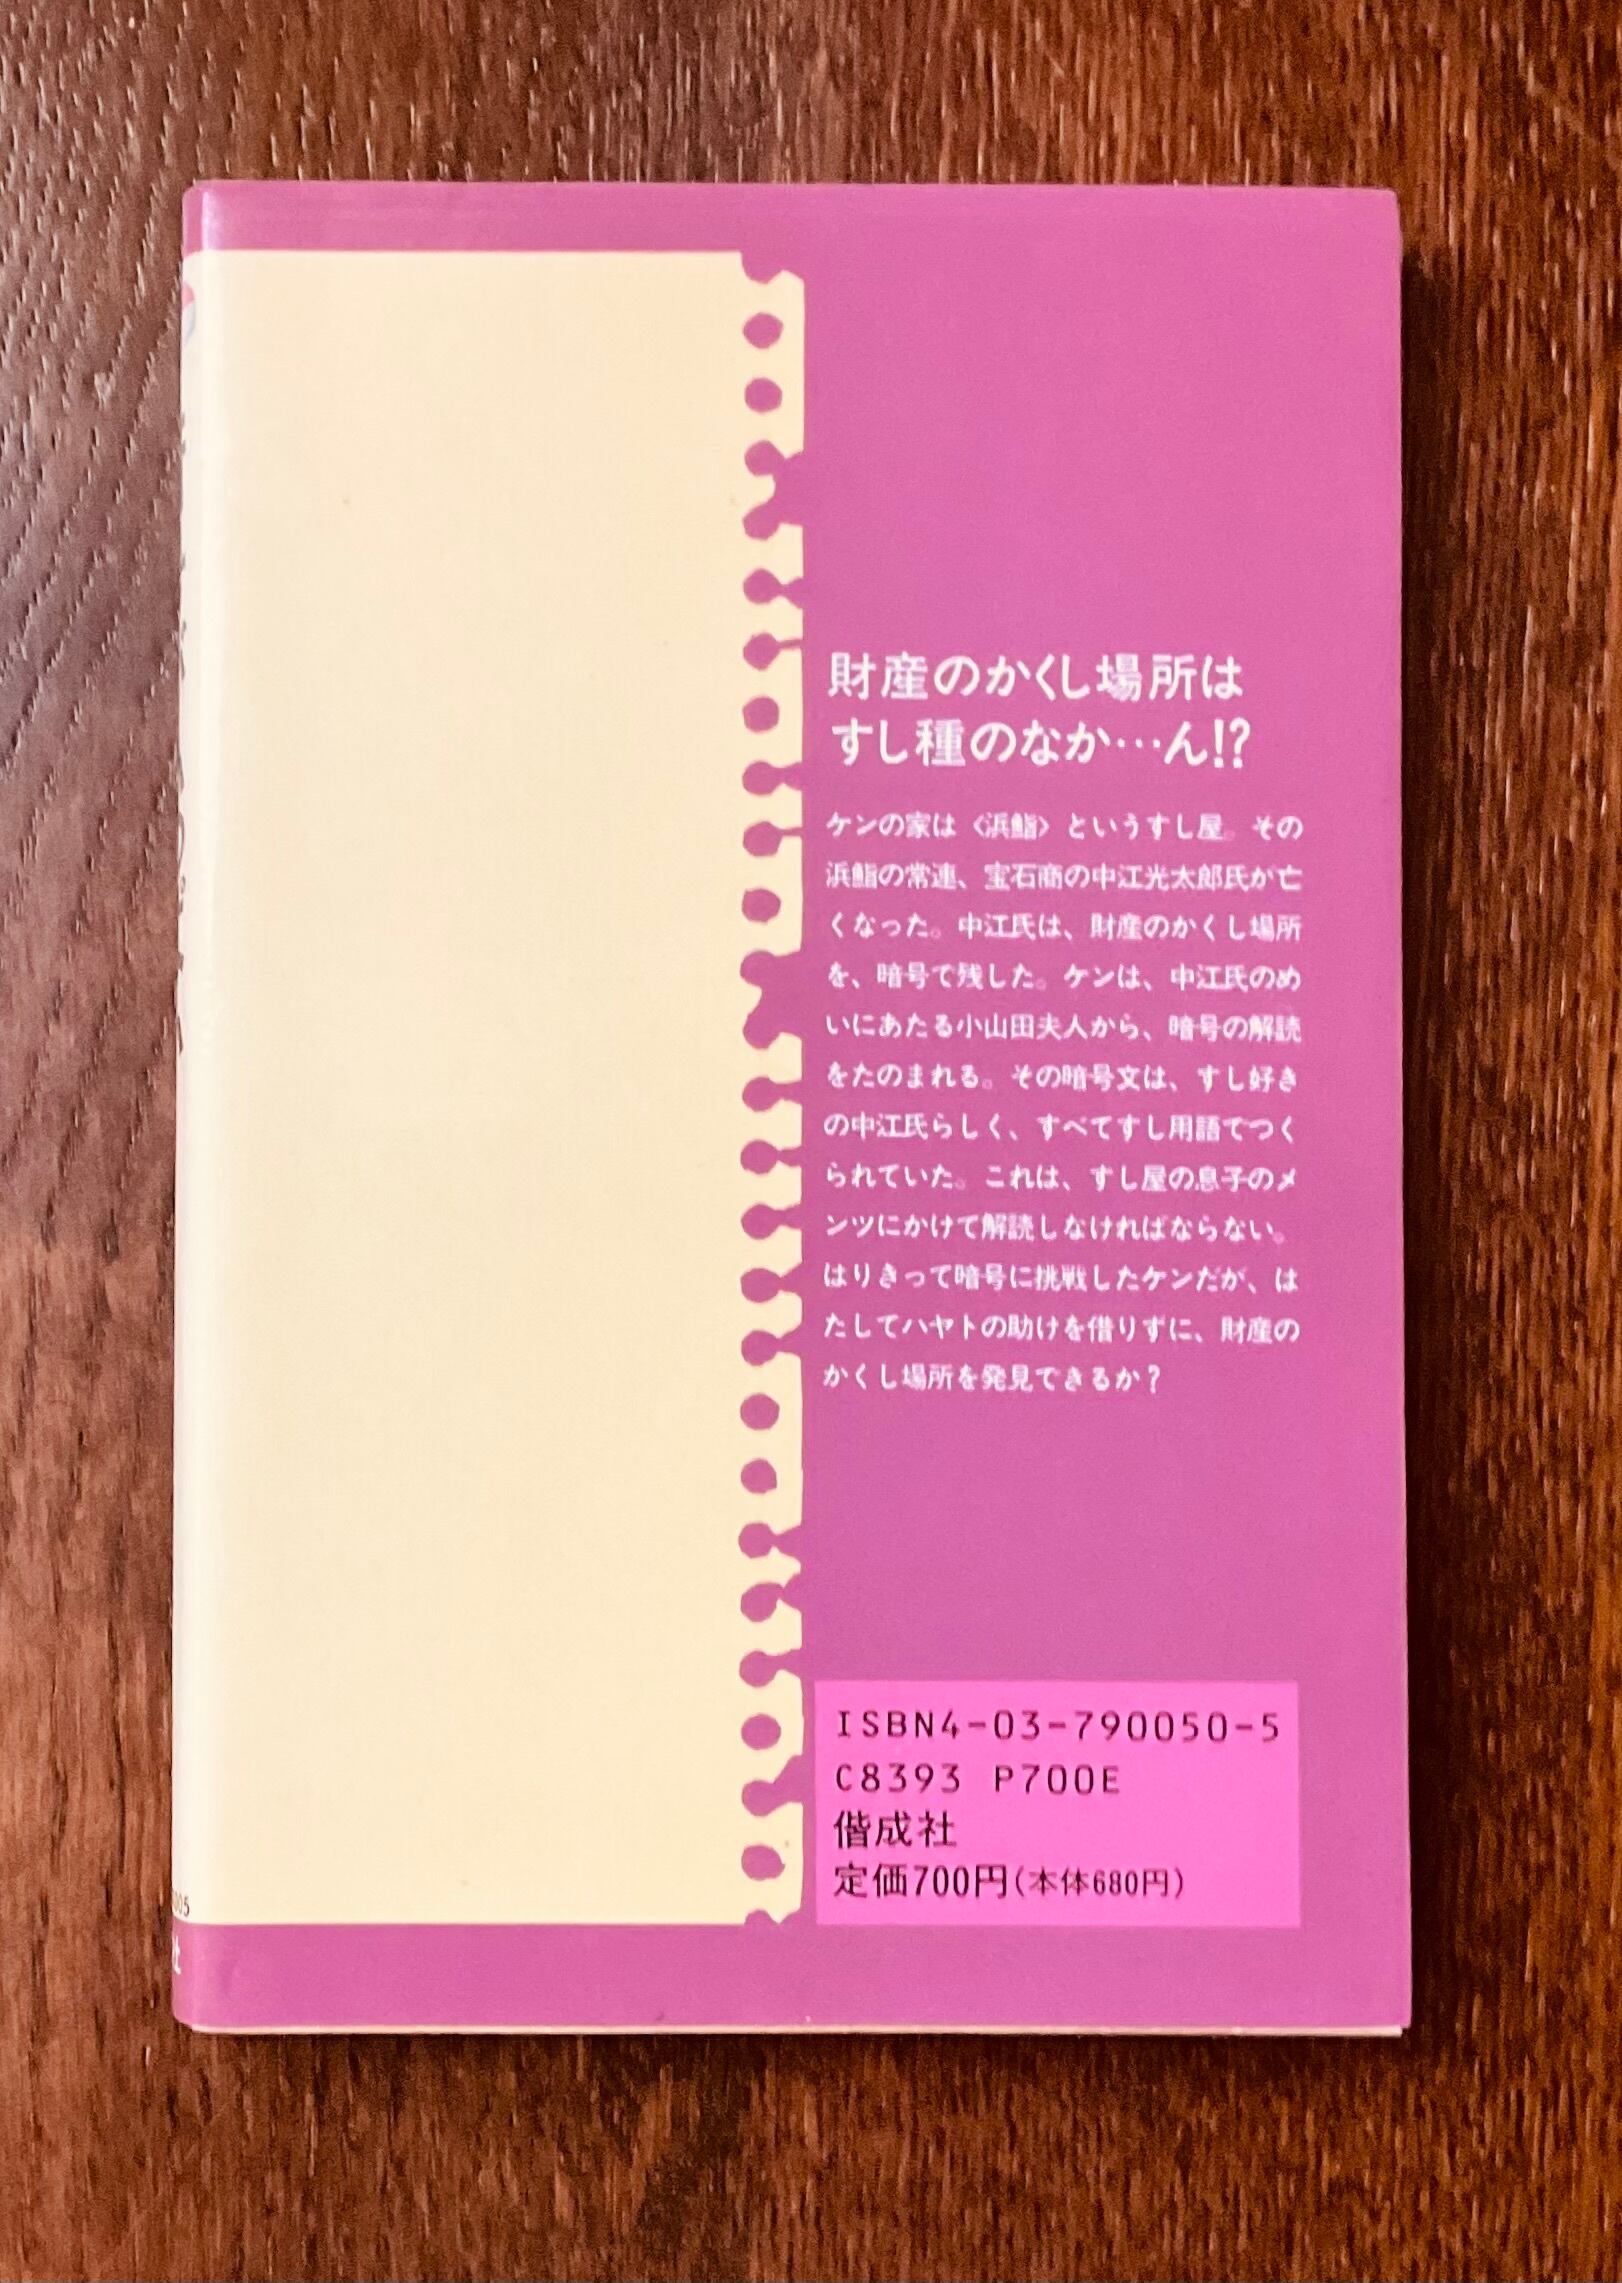 財産のかくし場所は
すし種のなか…ん!?
ケンの家は〈浜鮨〉というすし屋。その
浜鮨の常連、宝石商の中江光太郎氏が亡
くなった。中江氏は、財産のかくし場所
を、暗号で残した。ケンは、中江氏のめ
いにあたる小山田夫人から、暗号の解読
をたのまれる。その暗号文は、すし好き
の中江氏らしく、すべてすし用語でつく
られていた。これは、すし屋の息子のメ
ンツにかけて解読しなければならない。
はりきって暗号に挑戦したケンだが、は
たしてハヤトの助けを借りずに、財産の
かくし場所を発見できるか?
ISBN4-03-790050-5
C8393 P700E
偕成社
定価700円(本体680円)